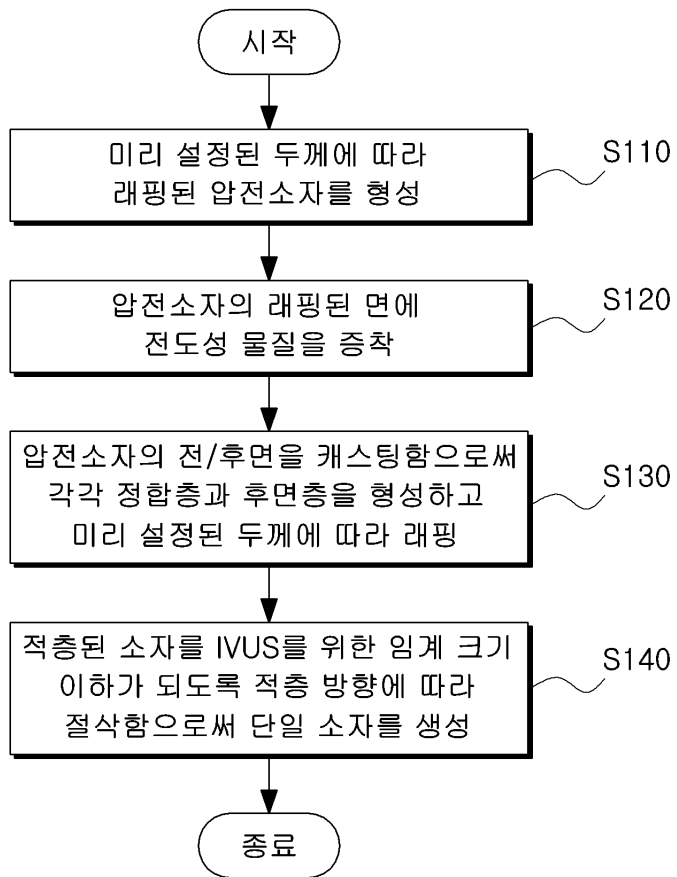 시작
미리 설정된 두께에 따라
래핑된 압전소자를 형성
S110
압전소자의 래핑된 면에
전도성 물질을 증착
S120
압전소자의 전/후면을 캐스팅함으로써
각각 정합층과 후면층을 형성하고
미리 설정된 두께에 따라 래핑
S130
적층된 소자를 IVUS를 위한 임계 크기
이하가 되도록 적층 방향에 따라
절삭함으로써 단일 소자를 생성
S140
종료